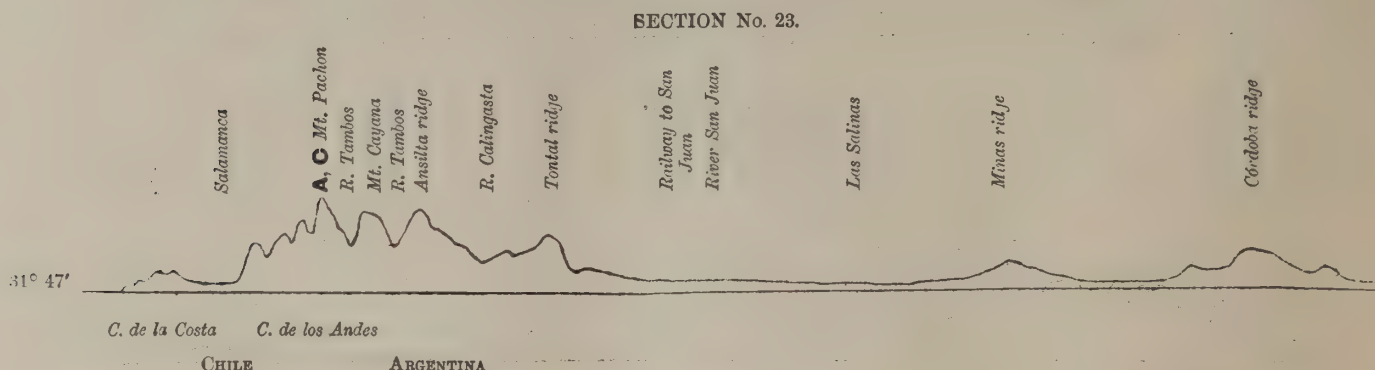 SECTION No. 23.
Salamanca
A, C Mt. Pachon
R. Tambos
Mt. Cayana
R. Tambos
Ansilta ridge
R. Calingasta
Tontal ridge
Railway to San
Juan
River San Juan
Las Salinas
Minas ridge
Córdoba ridge
31° 47′
C. de la Costa C. de los Andes
CHILE ARGENTINA